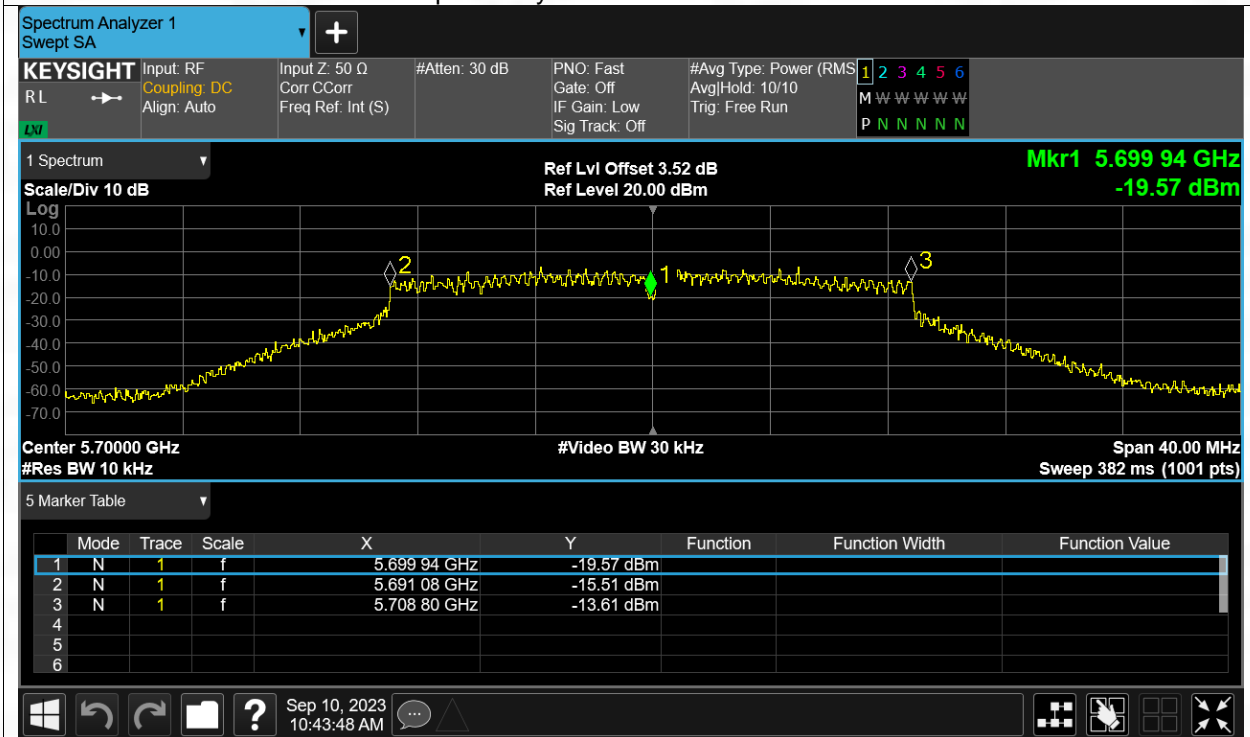 Spectrum Analyzer 1
Swept SA
+
KEYSIGHT
R L
LXI
Input: RF
Coupling: DC
Align: Auto
Input Z: 50 Ω
Corr CCorr
Freq Ref: Int (S)
#Atten: 30 dB
PNO: Fast
Gate: Off
IF Gain: Low
Sig Track: Off
#Avg Type: Power (RMS
Avg|Hold: 10/10
Trig: Free Run
1 2 3 4 5 6
M W W W W W
P N N N N N
1 Spectrum
Scale/Div 10 dB
Ref Lvl Offset 3.52 dB
Ref Level 20.00 dBm
Mkr1 5.699 94 GHz
-19.57 dBm
Log
10.0
0.00
-10.0
-20.0
-30.0
-40.0
-50.0
-60.0
-70.0
2
1
3
Center 5.70000 GHz
#Video BW 30 kHz
Span 40.00 MHz
#Res BW 10 kHz
Sweep 382 ms (1001 pts)
5 Marker Table
Mode Trace Scale X Y Function Function Width Function Value
1 N 1 f 5.699 94 GHz -19.57 dBm
2 N 1 f 5.691 08 GHz -15.51 dBm
3 N 1 f 5.708 80 GHz -13.61 dBm
4
5
6
?
Sep 10, 2023
10:43:48 AM